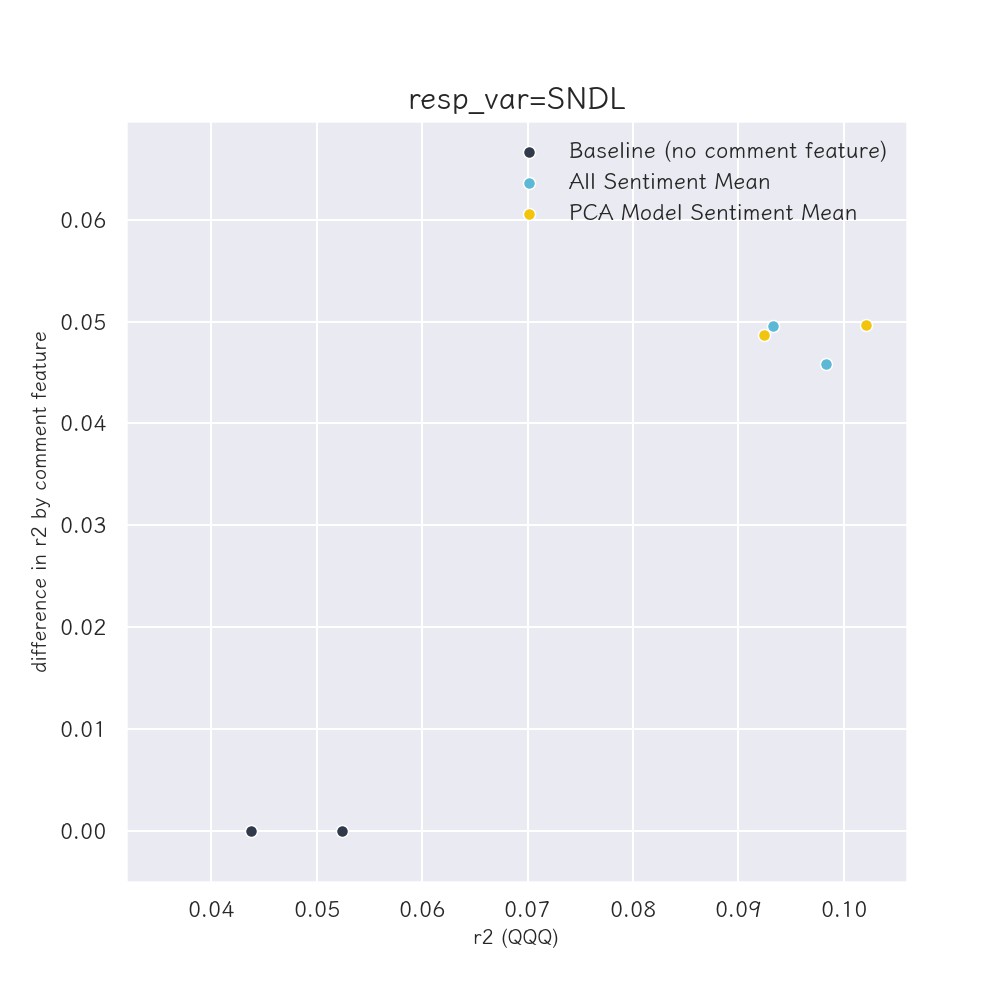 resp_var=SNDL
Baseline (no comment feature)
All Sentiment Mean
PCA Model Sentiment Mean
difference in r2 by comment feature
0.06
0.05
0.04
0.03
0.02
0.01
0.00
0.04 0.05 0.06 0.07 0.08 0.09 0.10
r2 (QQQ)